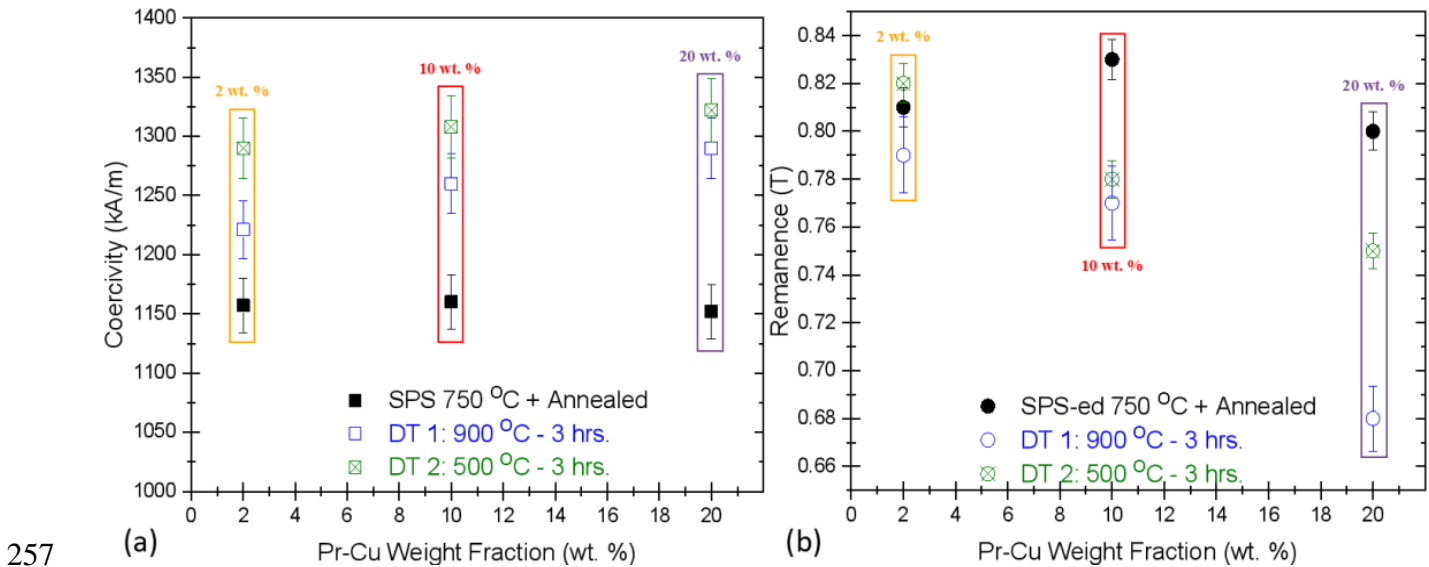 1400
1350
1300
1250
1200
1150
1100
1050
1000
Coercivity (kA/m)
2 wt. %
10 wt. %
20 wt. %
SPS 750 °C + Annealed
DT 1: 900 °C - 3 hrs.
DT 2: 500 °C - 3 hrs.
0 2 4 6 8 10 12 14 16 18 20
Pr-Cu Weight Fraction (wt. %)
(a)
0.84
0.82
0.80
0.78
0.76
0.74
0.72
0.70
0.68
0.66
Remanence (T)
2 wt. %
10 wt. %
20 wt. %
SPS-ed 750 °C + Annealed
DT 1: 900 °C - 3 hrs.
DT 2: 500 °C - 3 hrs.
0 2 4 6 8 10 12 14 16 18 20
Pr-Cu Weight Fraction (wt. %)
(b)
257